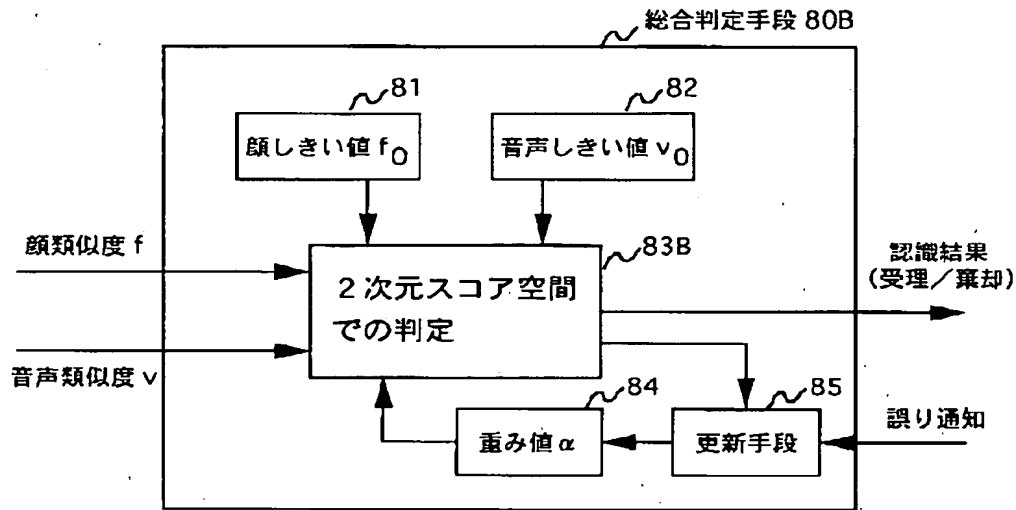 総合判定手段 80B
81
82
顔しきい値 f0
音声しきい値 v0
顔類似度 f
83B
認識結果
(受理／棄却)
2次元スコア空間
での判定
音声類似度 v
84
85
誤り通知
重み値 α
更新手段